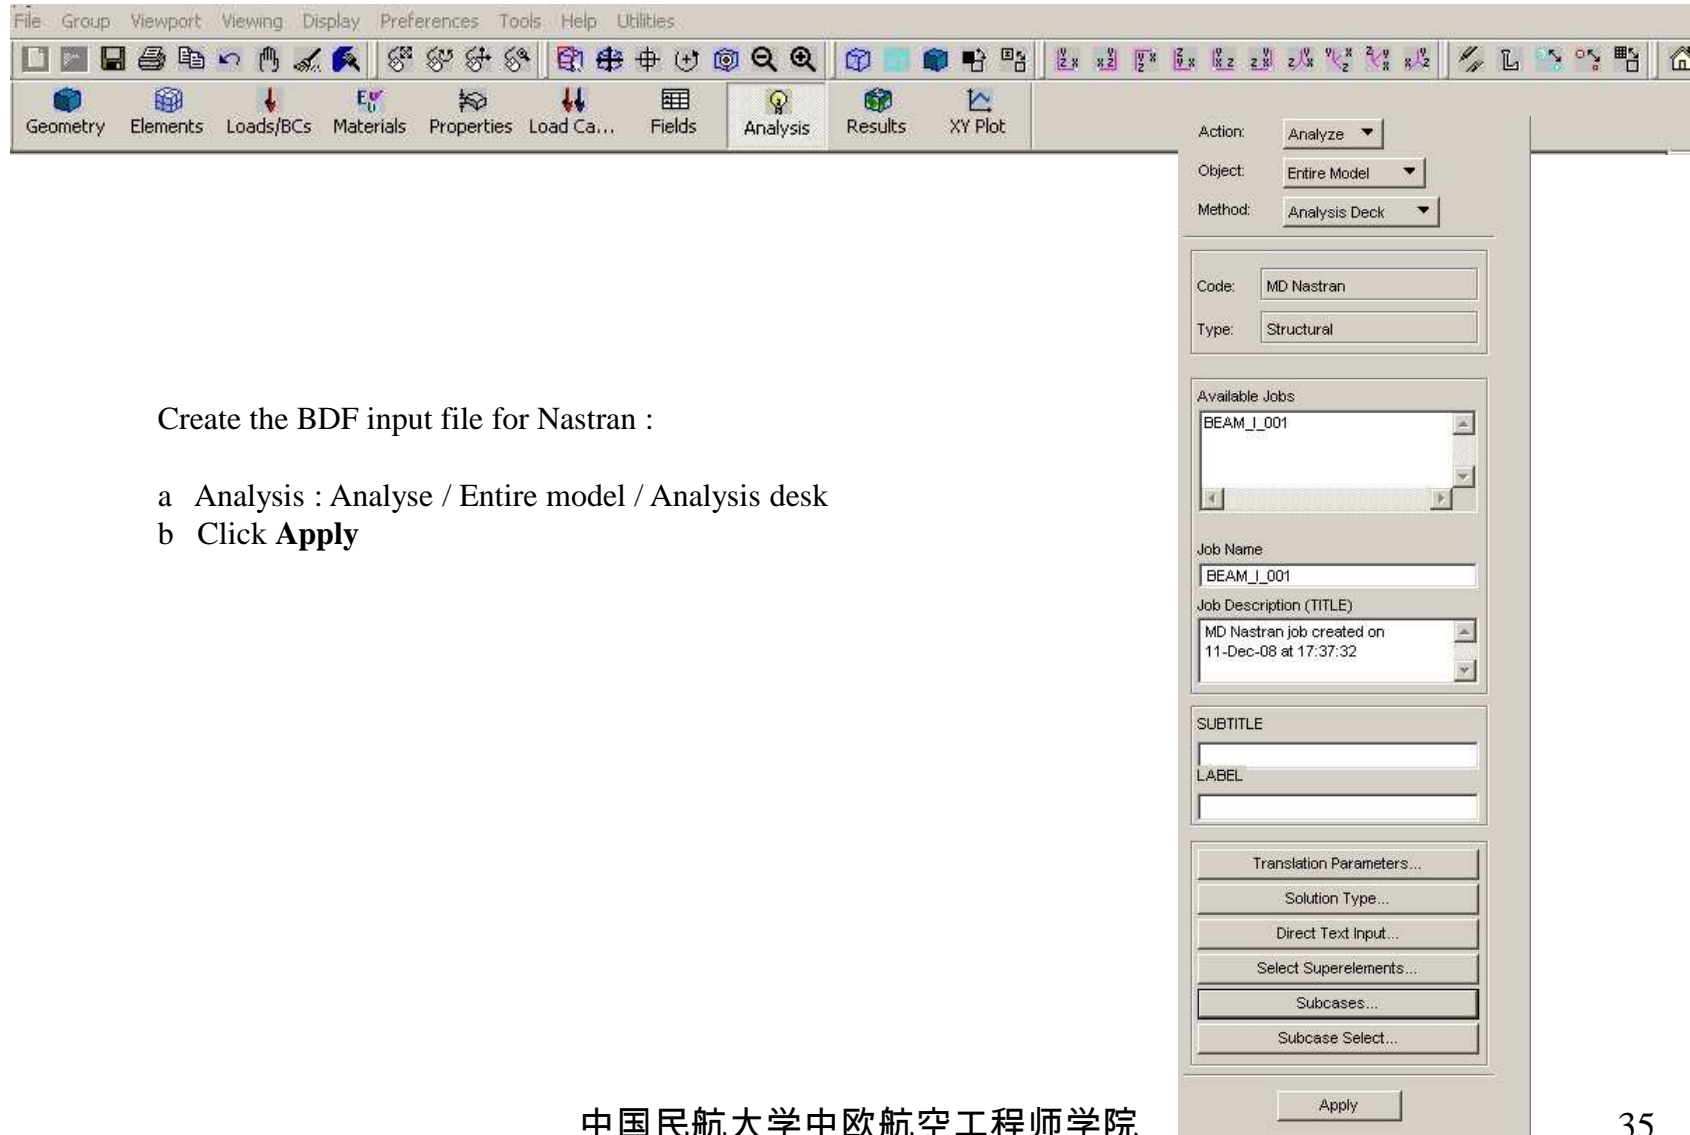 File Group Viewport Viewing Display Preferences Tools Help Utilities
Geometry Elements Loads/BCs Materials Properties Load Ca... Fields Analysis Results XY Plot
Action: Analyze
Object: Entire Model
Method: Analysis Deck
Code: MD Nastran
Type: Structural
Available Jobs
BEAM_I_001
Job Name
BEAM_I_001
Job Description (TITLE)
MD Nastran job created on
11-Dec-08 at 17:37:32
SUBTITLE
LABEL
Translation Parameters...
Solution Type...
Direct Text Input...
Select Superelements...
Subcases...
Subcase Select...
Apply
Create the BDF input file for Nastran :
a Analysis : Analyse / Entire model / Analysis desk
b Click Apply
中国民航大学中欧航空工程师学院
35